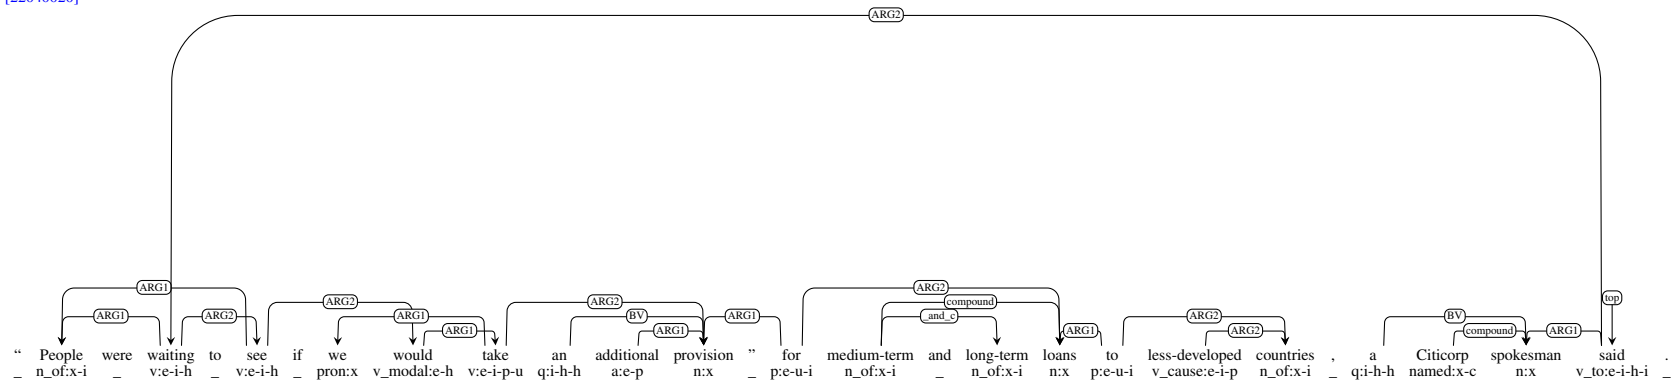 [22040020]
ARG2
ARG1
ARG2 compound
top
ARG1 ARG2 ARG2 ARG1 ARG2 BV ARG1 _and_c ARG2 BV
ARG1 ARG1 ARG1 ARG2 compound ARG1
“ People were waiting to see if we would take an additional provision ” for medium-term and long-term loans to less-developed countries , a Citicorp spokesman said .
_ n_of:x-i _ v:e-i-h _ v:e-i-h _ pron:x v_modal:e-h v:e-i-p-u q:i-h-h a:e-p n:x _ p:e-u-i n_of:x-i _ n_of:x-i n:x p:e-u-i v_cause:e-i-p n_of:x-i _ q:i-h-h named:x-c n:x v_to:e-i-h-i _